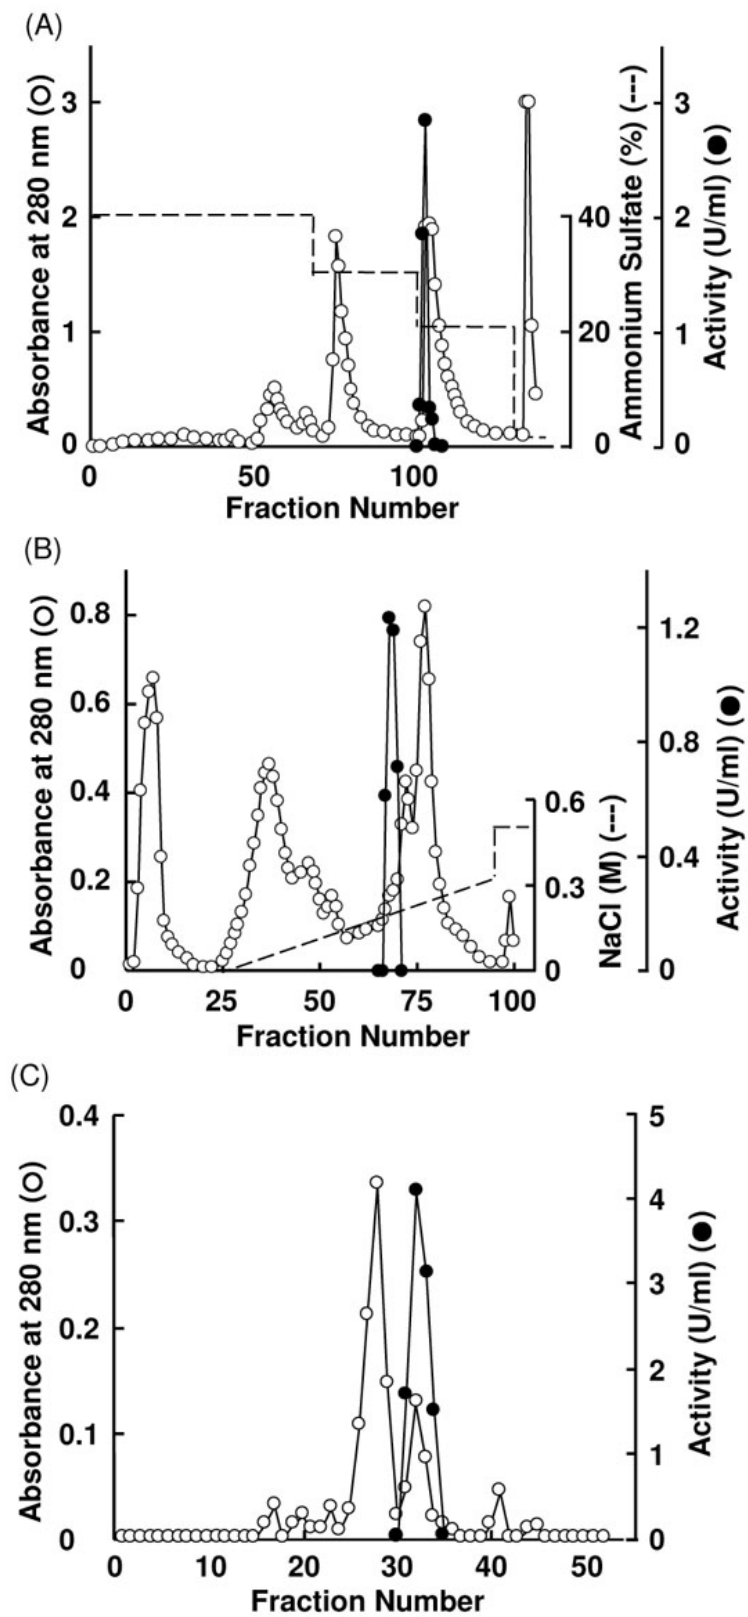 (A)
Absorbance at 280 nm (O)
3
2
1
0
0 50 100
Fraction Number
40
20
0
Ammonium Sulfate (%) (---)
3
2
1
0
Activity (U/ml) (●)
(B)
Absorbance at 280 nm (O)
0.8
0.6
0.4
0.2
0
0 25 50 75 100
Fraction Number
0.6
0.3
0
NaCl (M) (---)
1.2
0.8
0.4
0
Activity (U/ml) (●)
(C)
Absorbance at 280 nm (O)
0.4
0.3
0.2
0.1
0
0 10 20 30 40 50
Fraction Number
5
4
3
2
1
0
Activity (U/ml) (●)